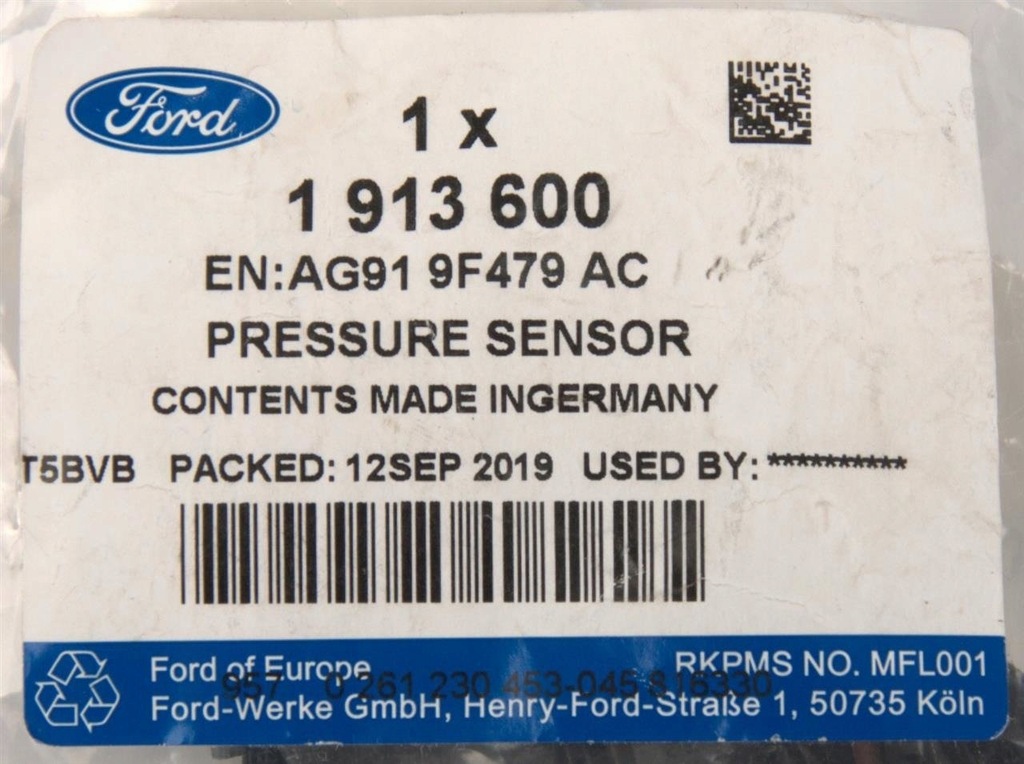 Ford
1 x
1 913 600
EN:AG91 9F479 AC
PRESSURE SENSOR
CONTENTS MADE INGERMANY
T5BVB PACKED: 12SEP 2019 USED BY: **********
Ford of Europe RKPMS NO. MFL001
957 0 261 230 453-045 816330
Ford-Werke GmbH, Henry-Ford-Straße 1, 50735 Köln